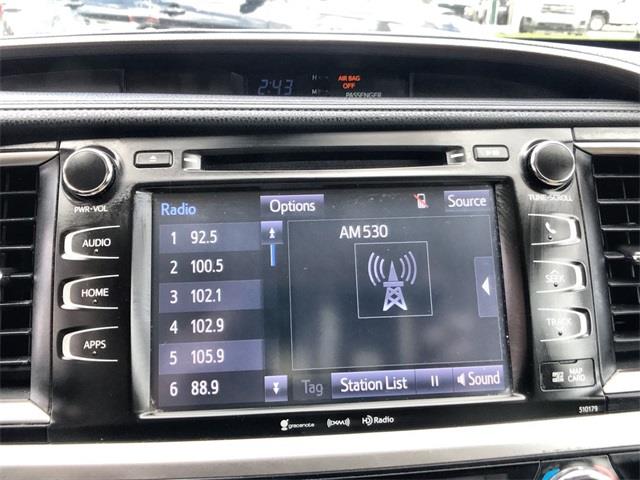 2:43
H
M
AIR BAG
OFF
PASSENGER
PWR•VOL
TUNE•SCROLL
AUDIO
HOME
APPS
SEEK
TRACK
MAP
CARD
Radio
Options
Source
1 92.5
2 100.5
3 102.1
4 102.9
5 105.9
6 88.9
AM 530
Tag
Station List
Sound
gracenote
HD Radio
510179